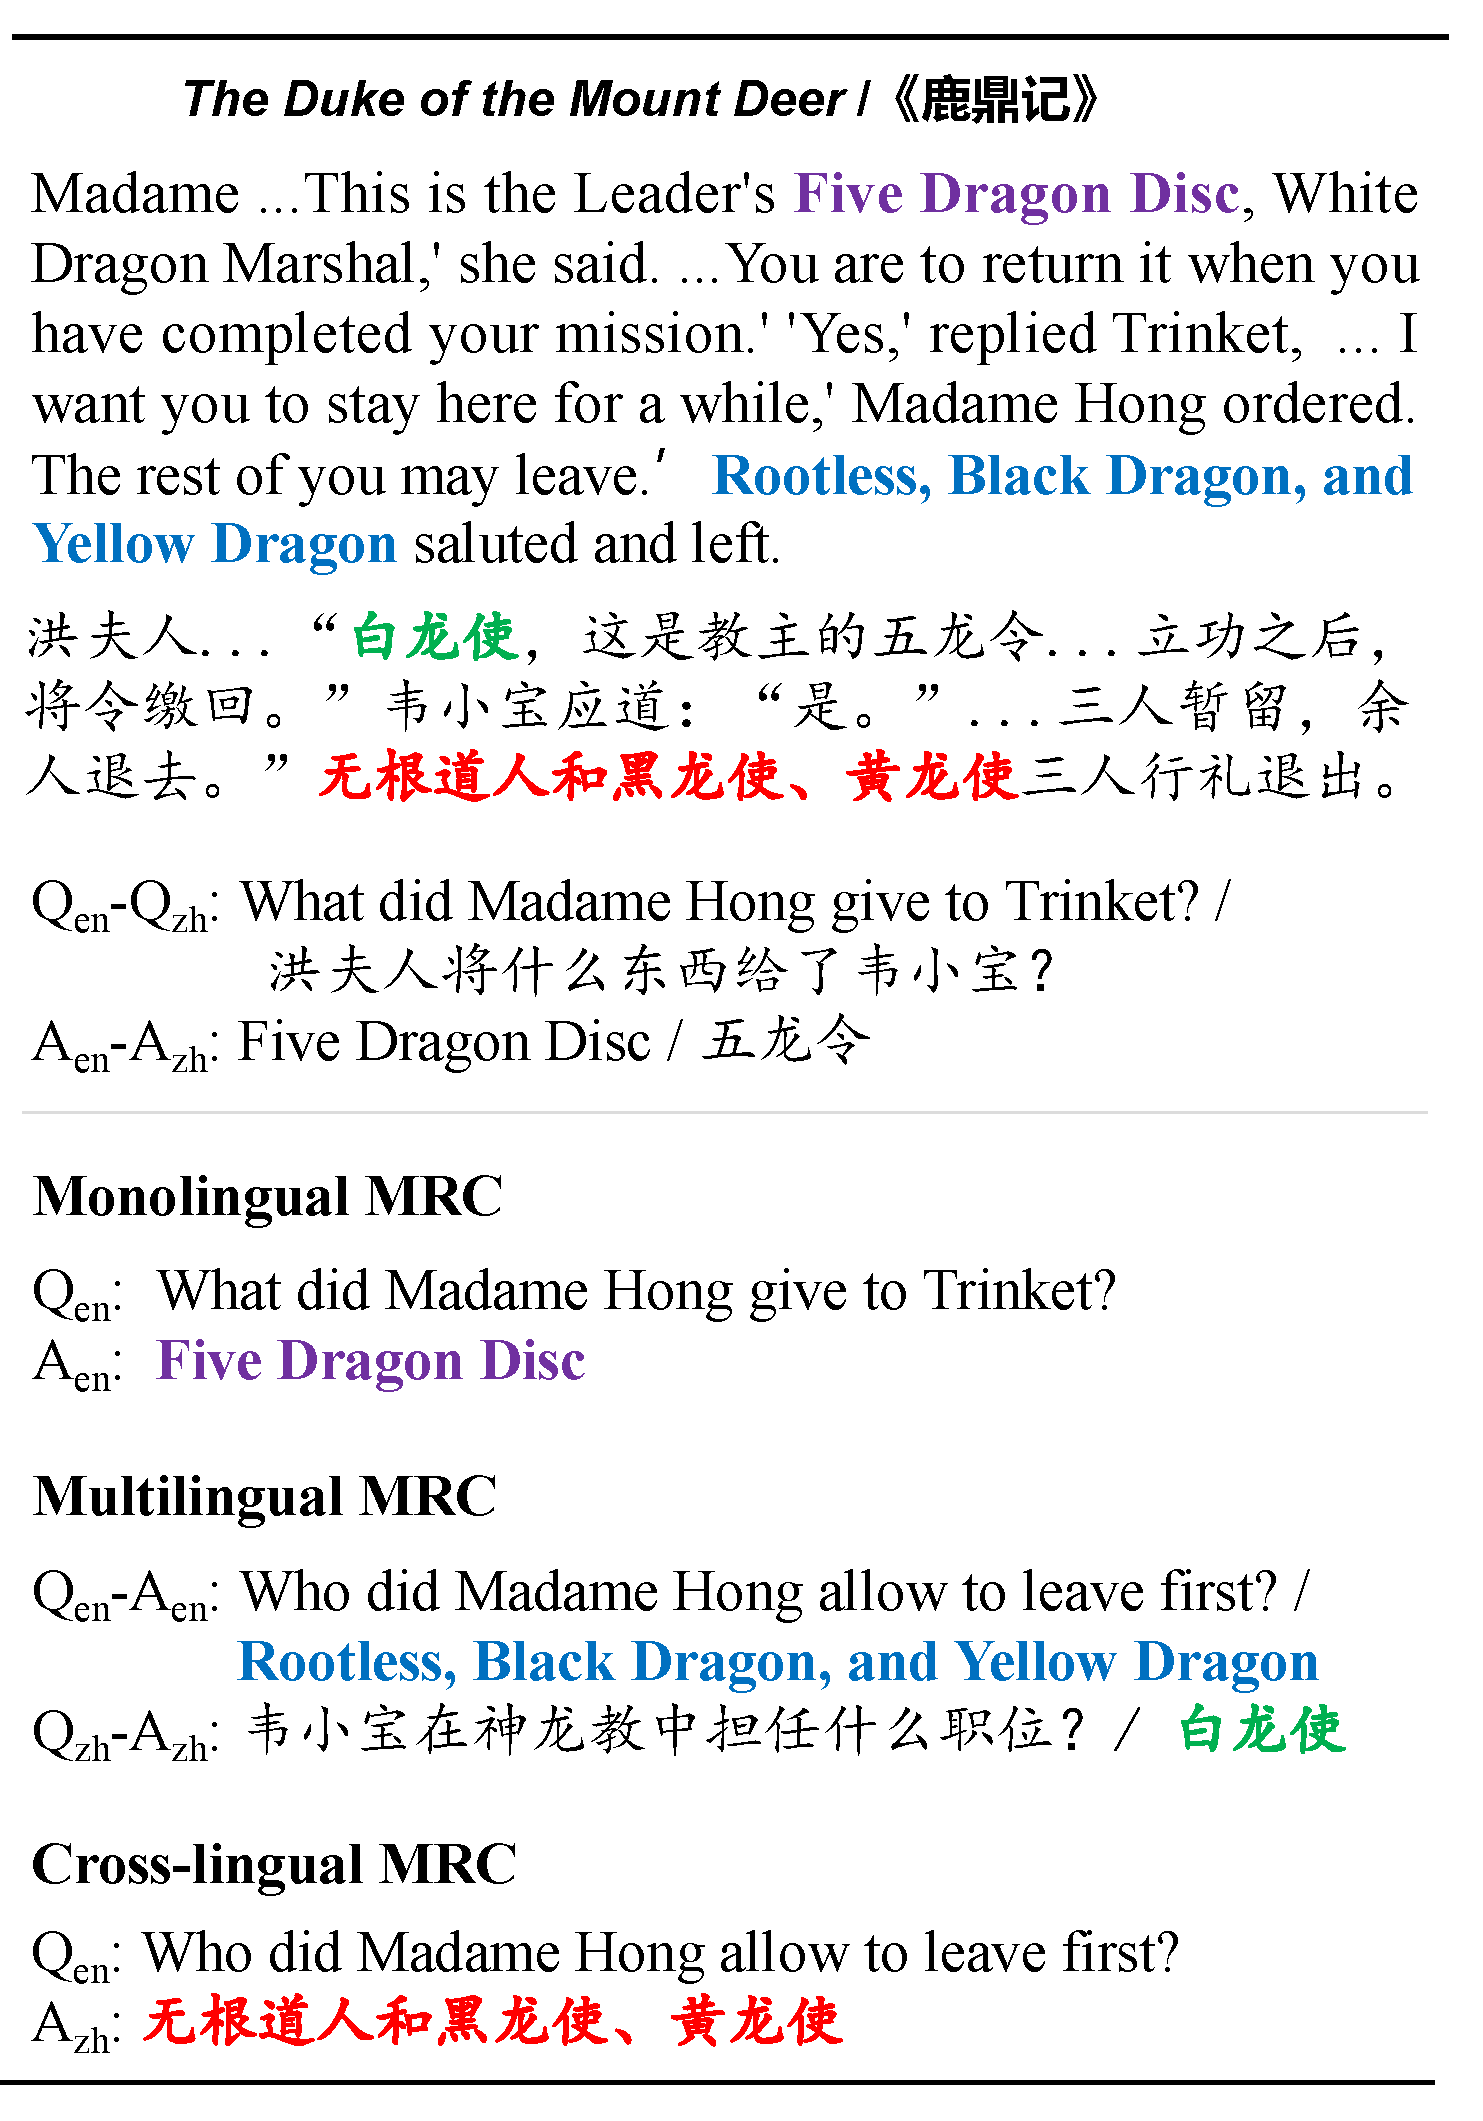 The Duke of the Mount Deer /《鹿鼎记》
Madame ...This is the Leader's Five Dragon Disc, White
Dragon Marshal,' she said. ...You are to return it when you
have completed your mission.' 'Yes,' replied Trinket, ... I
want you to stay here for a while,' Madame Hong ordered.
The rest of you may leave.′ Rootless, Black Dragon, and
Yellow Dragon saluted and left.
洪夫人... “白龙使，这是教主的五龙令...立功之后，
将令缴回。”韦小宝应道：“是。”...三人暂留，余
人退去。”无根道人和黑龙使、黄龙使三人行礼退出。
Qen-Qzh: What did Madame Hong give to Trinket? /
洪夫人将什么东西给了韦小宝？
Aen-Azh: Five Dragon Disc / 五龙令
Monolingual MRC
Qen: What did Madame Hong give to Trinket?
Aen: Five Dragon Disc
Multilingual MRC
Qen-Aen: Who did Madame Hong allow to leave first? /
Rootless, Black Dragon, and Yellow Dragon
Qzh-Azh: 韦小宝在神龙教中担任什么职位？/ 白龙使
Cross-lingual MRC
Qen: Who did Madame Hong allow to leave first?
Azh: 无根道人和黑龙使、黄龙使